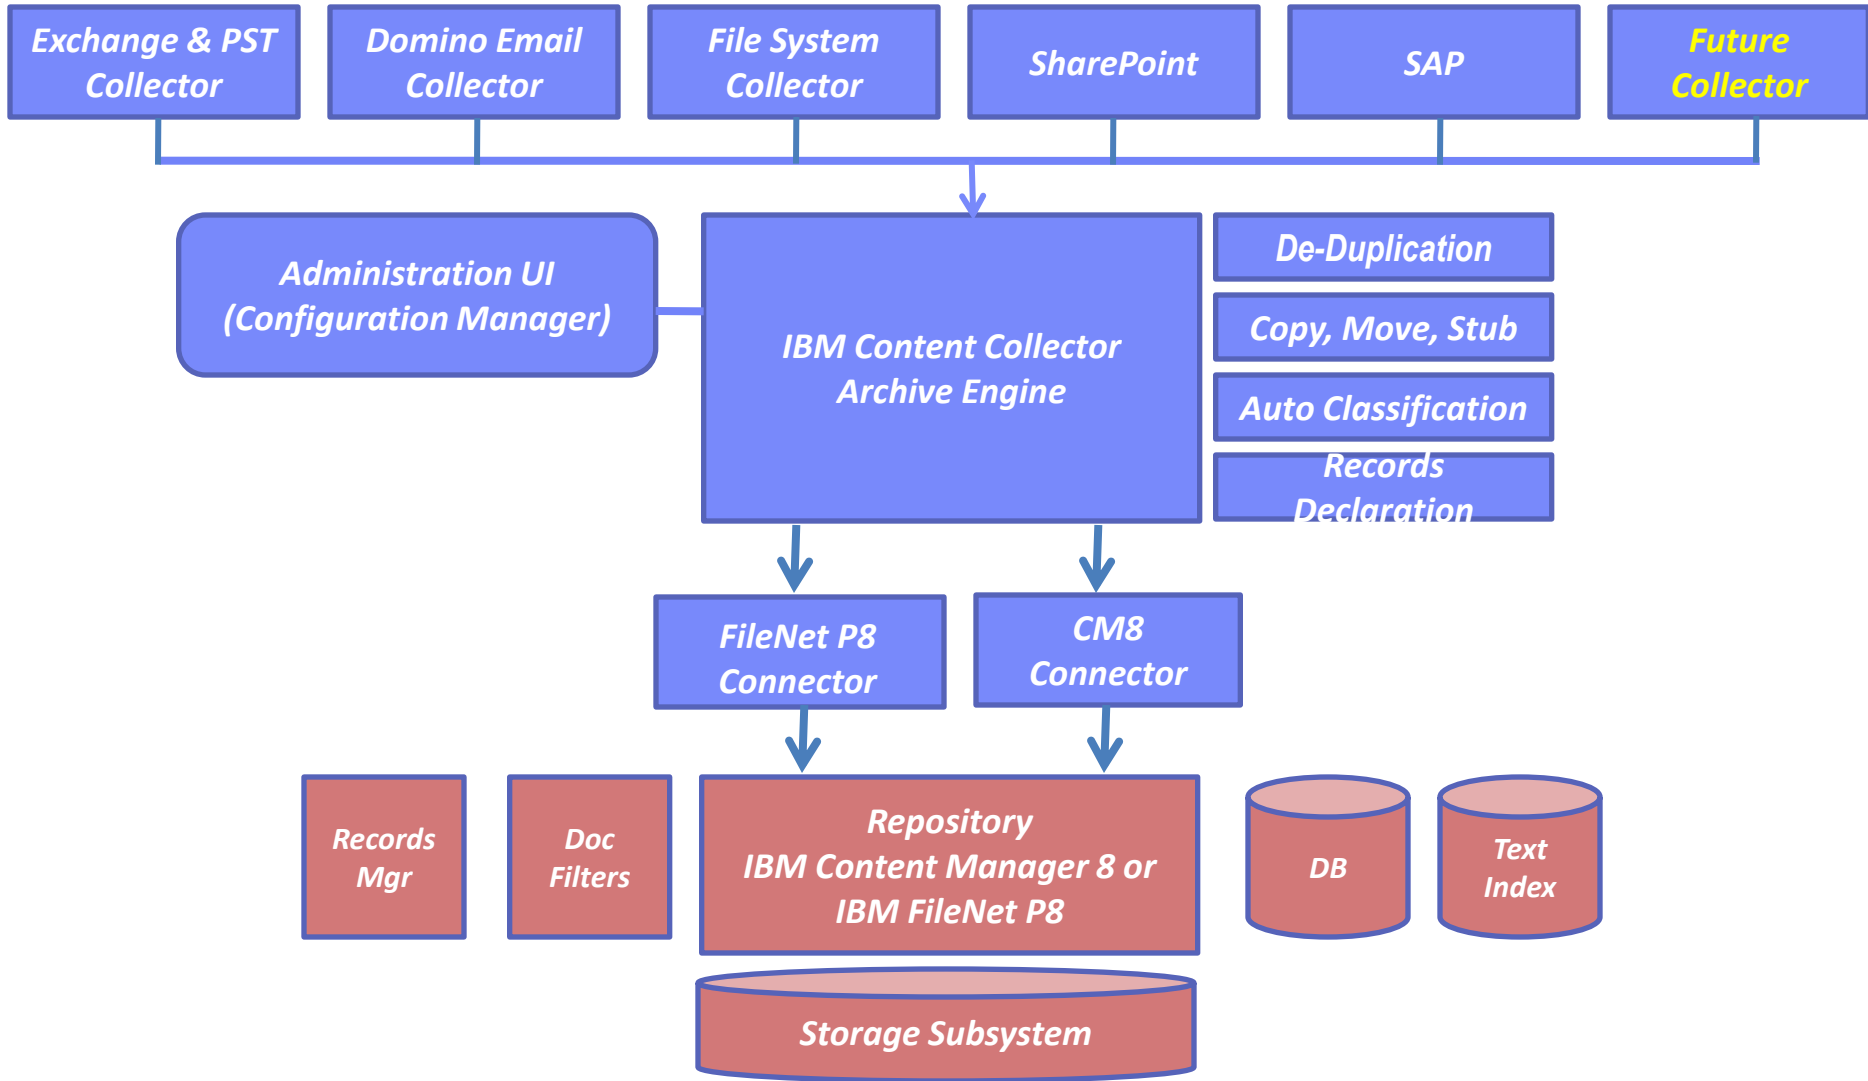 Exchange & PST
Collector
Domino Email
Collector
File System
Collector
SharePoint
SAP
Future
Collector
Administration UI
(Configuration Manager)
IBM Content Collector
Archive Engine
De-Duplication
Copy, Move, Stub
Auto Classification
Records
Declaration
FileNet P8
Connector
CM8
Connector
Records
Mgr
Doc
Filters
Repository
IBM Content Manager 8 or
IBM FileNet P8
DB
Text
Index
Storage Subsystem